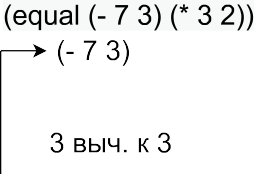 (equal (- 7 3) (* 3 2))
(- 7 3)
3 выч. к 3